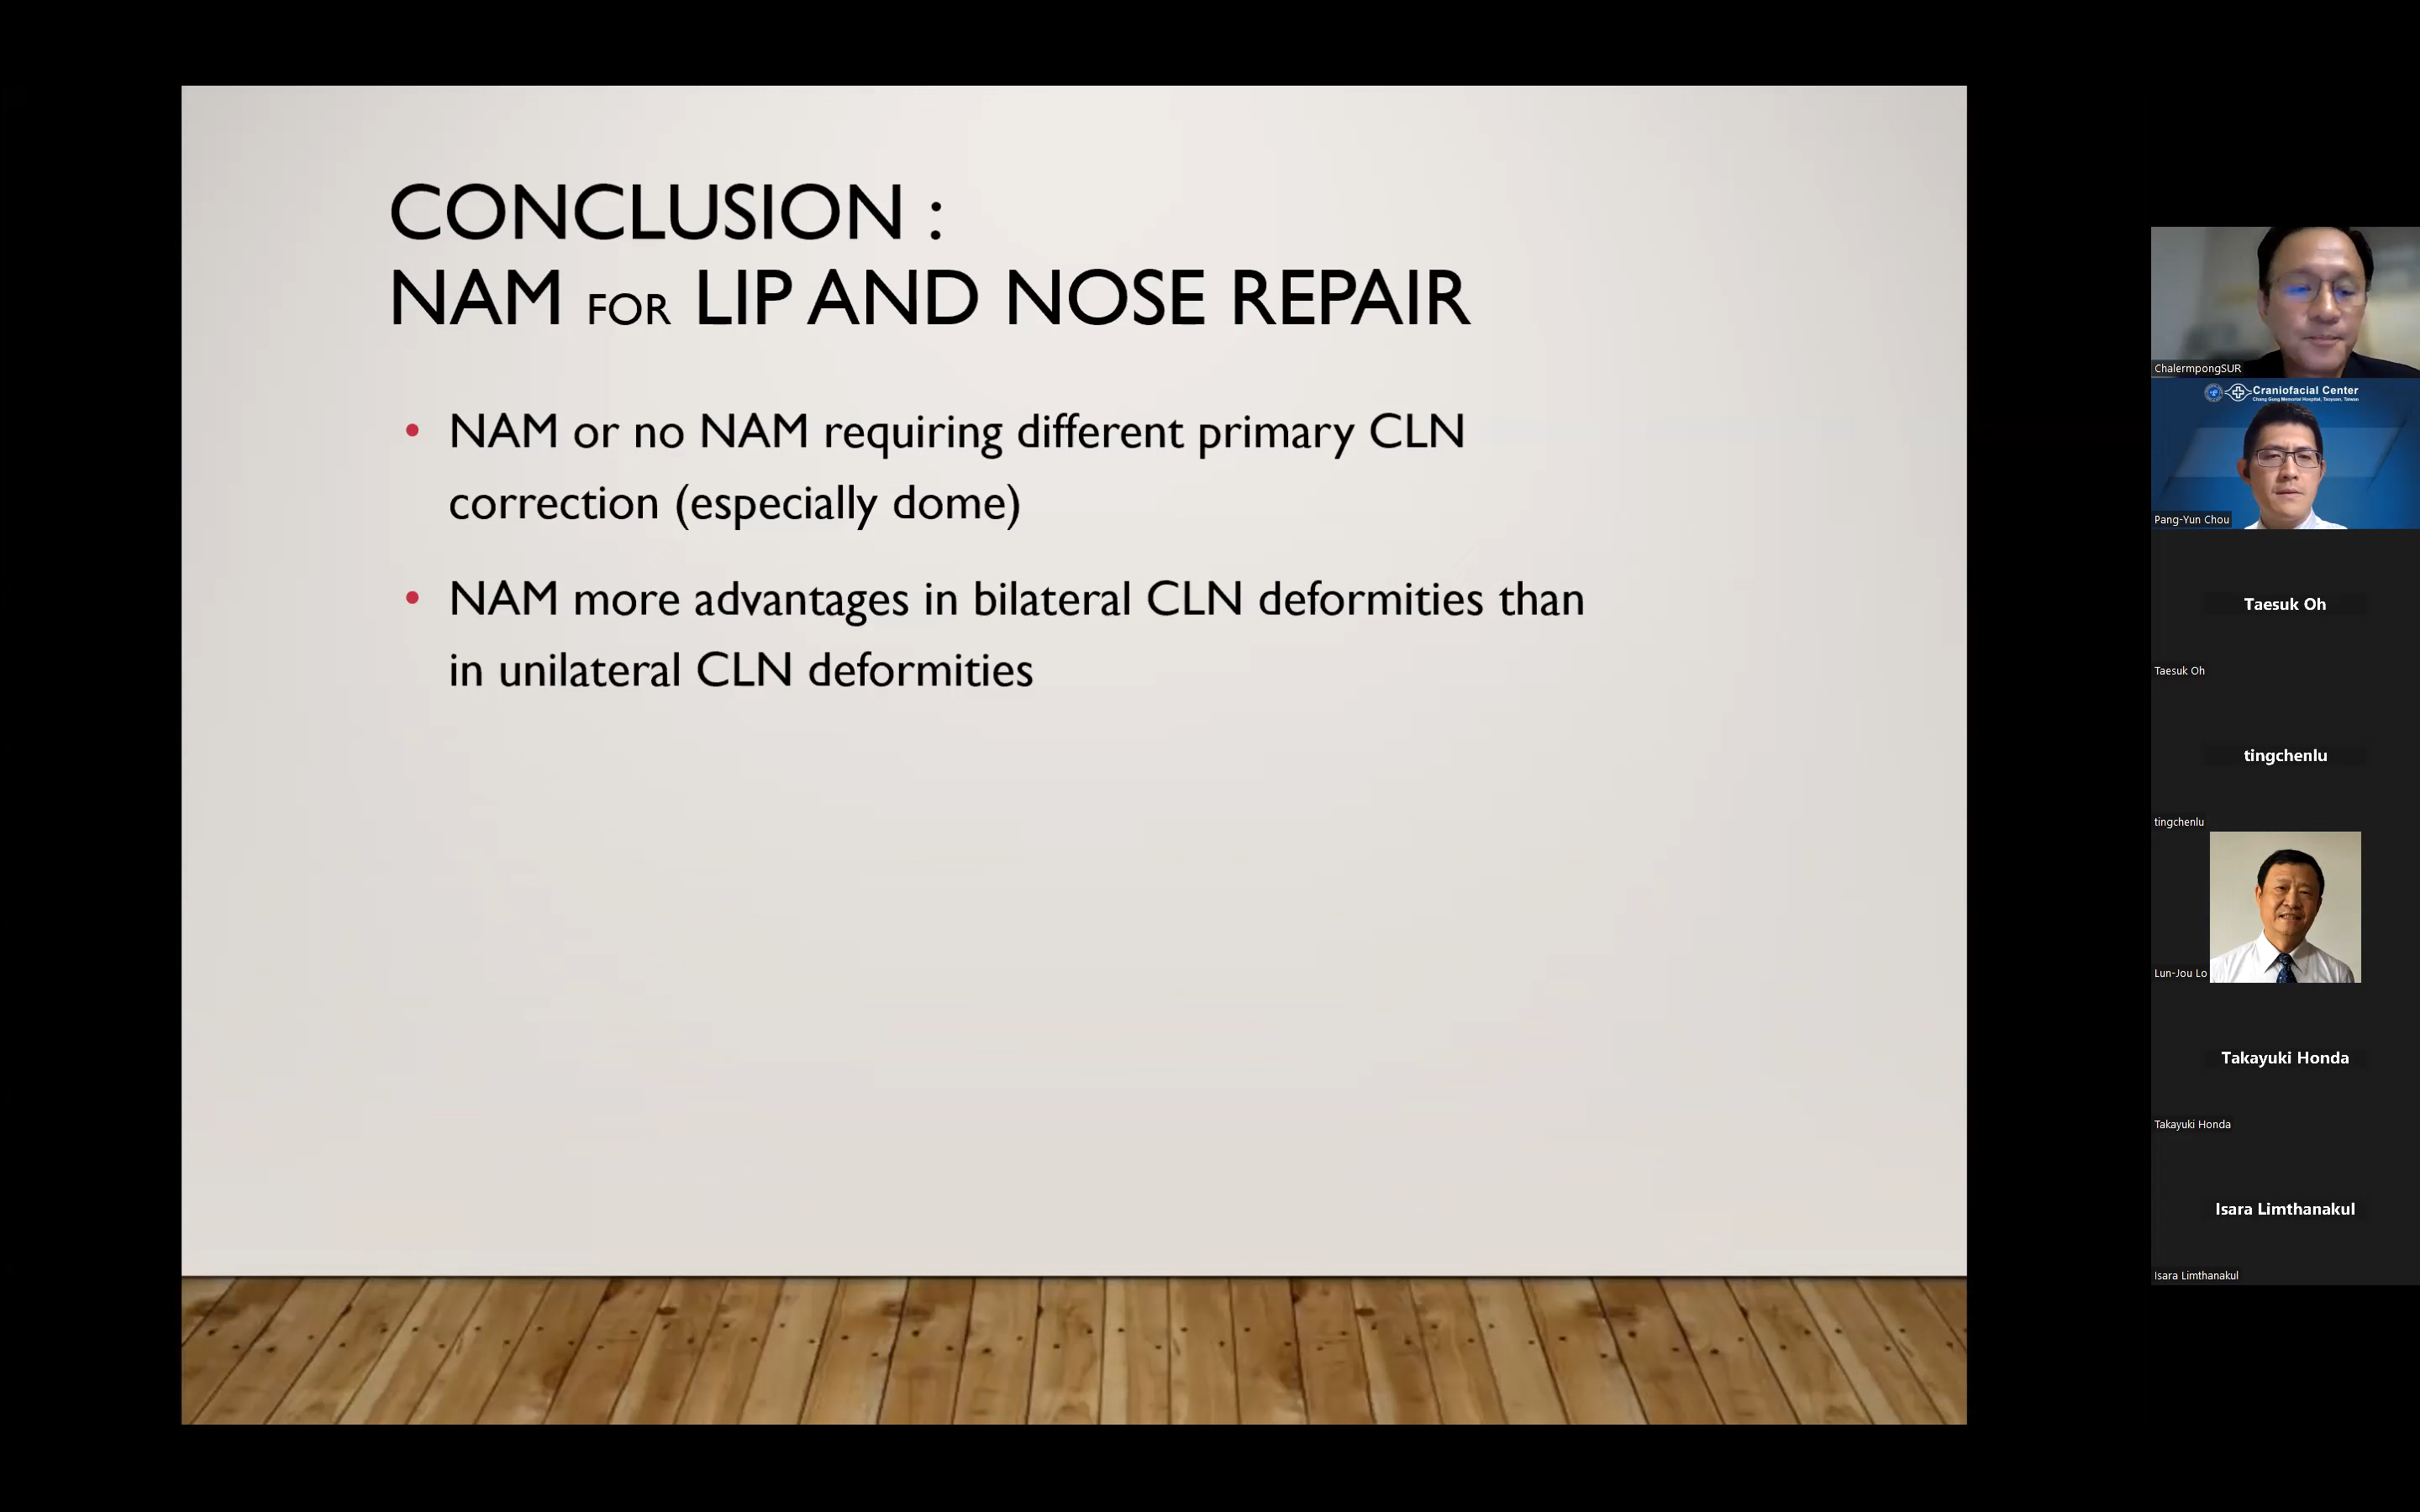 CONCLUSION :
NAM FOR LIP AND NOSE REPAIR
• NAM or no NAM requiring different primary CLN
correction (especially dome)
• NAM more advantages in bilateral CLN deformities than
in unilateral CLN deformities
ChalermpongSUR
Craniofacial Center
Chang Gung Memorial Hospital, Taoyuan, Taiwan
Pang-Yun Chou
Taesuk Oh
Taesuk Oh
tingchenlu
tingchenlu
Lun-Jou Lo
Takayuki Honda
Takayuki Honda
Isara Limthanakul
Isara Limthanakul